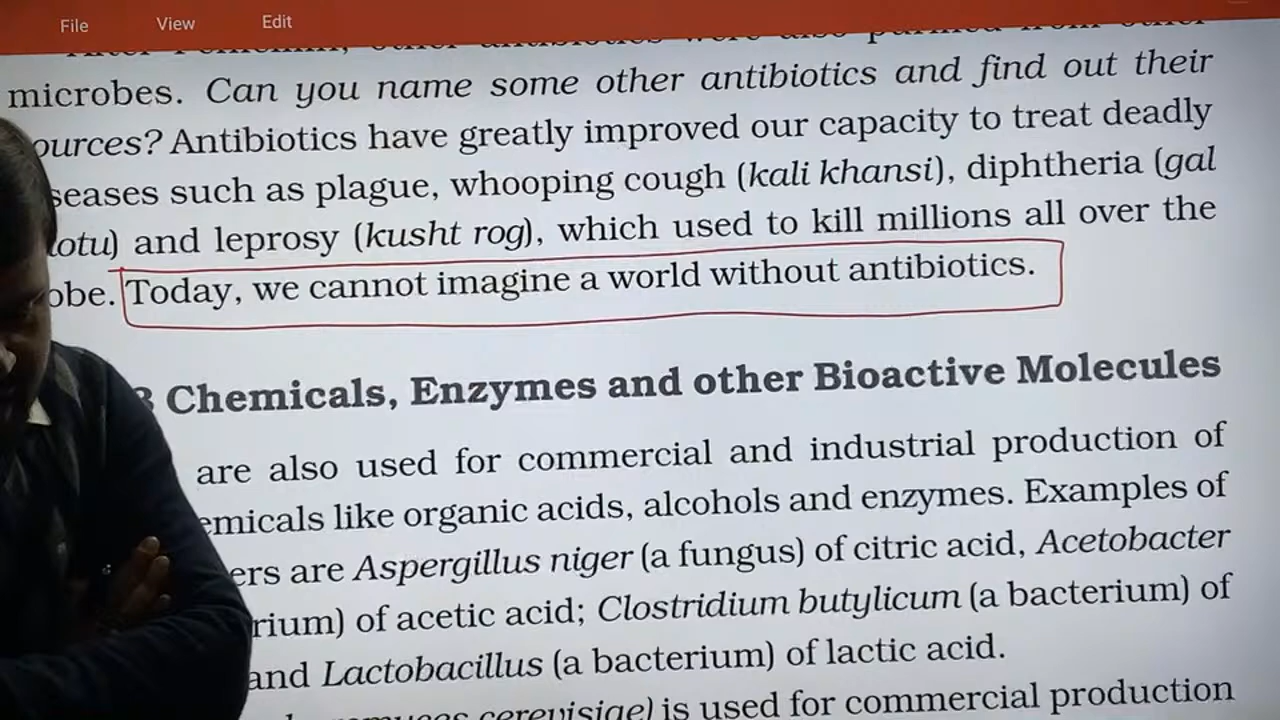 File View Edit
microbes. Can you name some other antibiotics and find out their
ources? Antibiotics have greatly improved our capacity to treat deadly
seases such as plague, whooping cough (kali khansi), diphtheria (gal
otu) and leprosy (kusht rog), which used to kill millions all over the
obe. Today, we cannot imagine a world without antibiotics.
3 Chemicals, Enzymes and other Bioactive Molecules
are also used for commercial and industrial production of
emicals like organic acids, alcohols and enzymes. Examples of
ers are Aspergillus niger (a fungus) of citric acid, Acetobacter
rium) of acetic acid; Clostridium butylicum (a bacterium) of
and Lactobacillus (a bacterium) of lactic acid.
cerevisiae) is used for commercial production